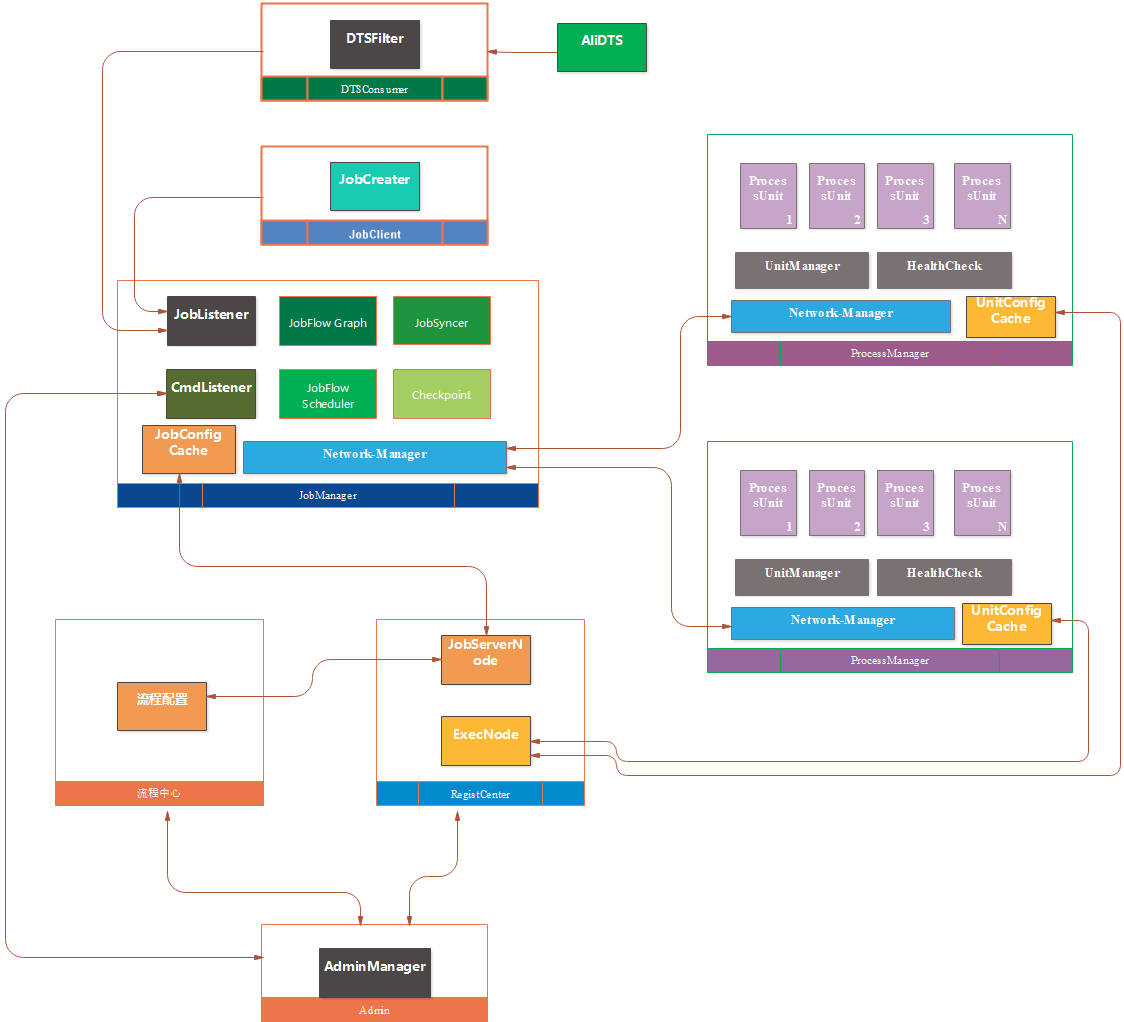 DTSFilter
DTSConsumer
AliDTS
JobCreater
JobClient
JobListener
JobFlow Graph
JobSyncer
CmdListener
JobFlow
Scheduler
Checkpoint
JobConfig
Cache
Network-Manager
JobManager
Proces
sUnit
1
Proces
sUnit
2
Proces
sUnit
3
Proces
sUnit
N
UnitManager
HealthCheck
Network-Manager
UnitConfig
Cache
ProcessManager
Proces
sUnit
1
Proces
sUnit
2
Proces
sUnit
3
Proces
sUnit
N
UnitManager
HealthCheck
Network-Manager
UnitConfig
Cache
ProcessManager
流程配置
流程中心
JobServerN
ode
ExecNode
RegistCenter
AdminManager
Admin